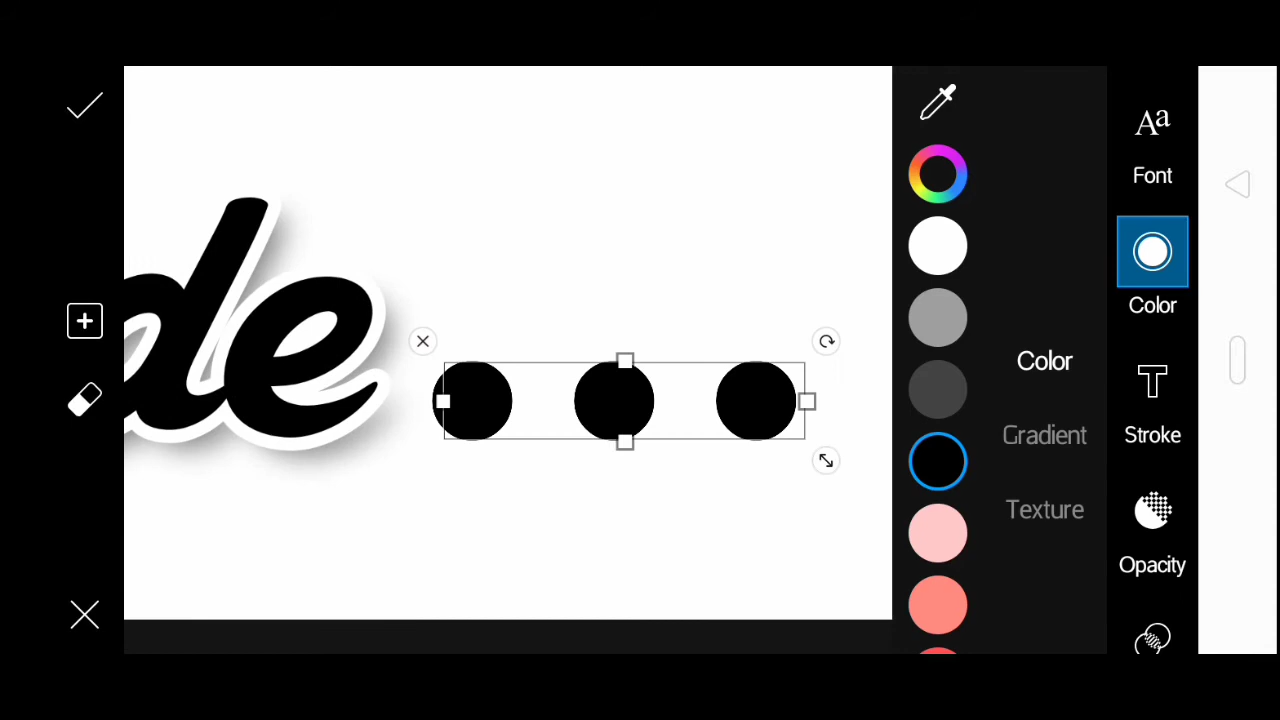 de...
Font
Color
Stroke
Opacity
Color
Gradient
Texture